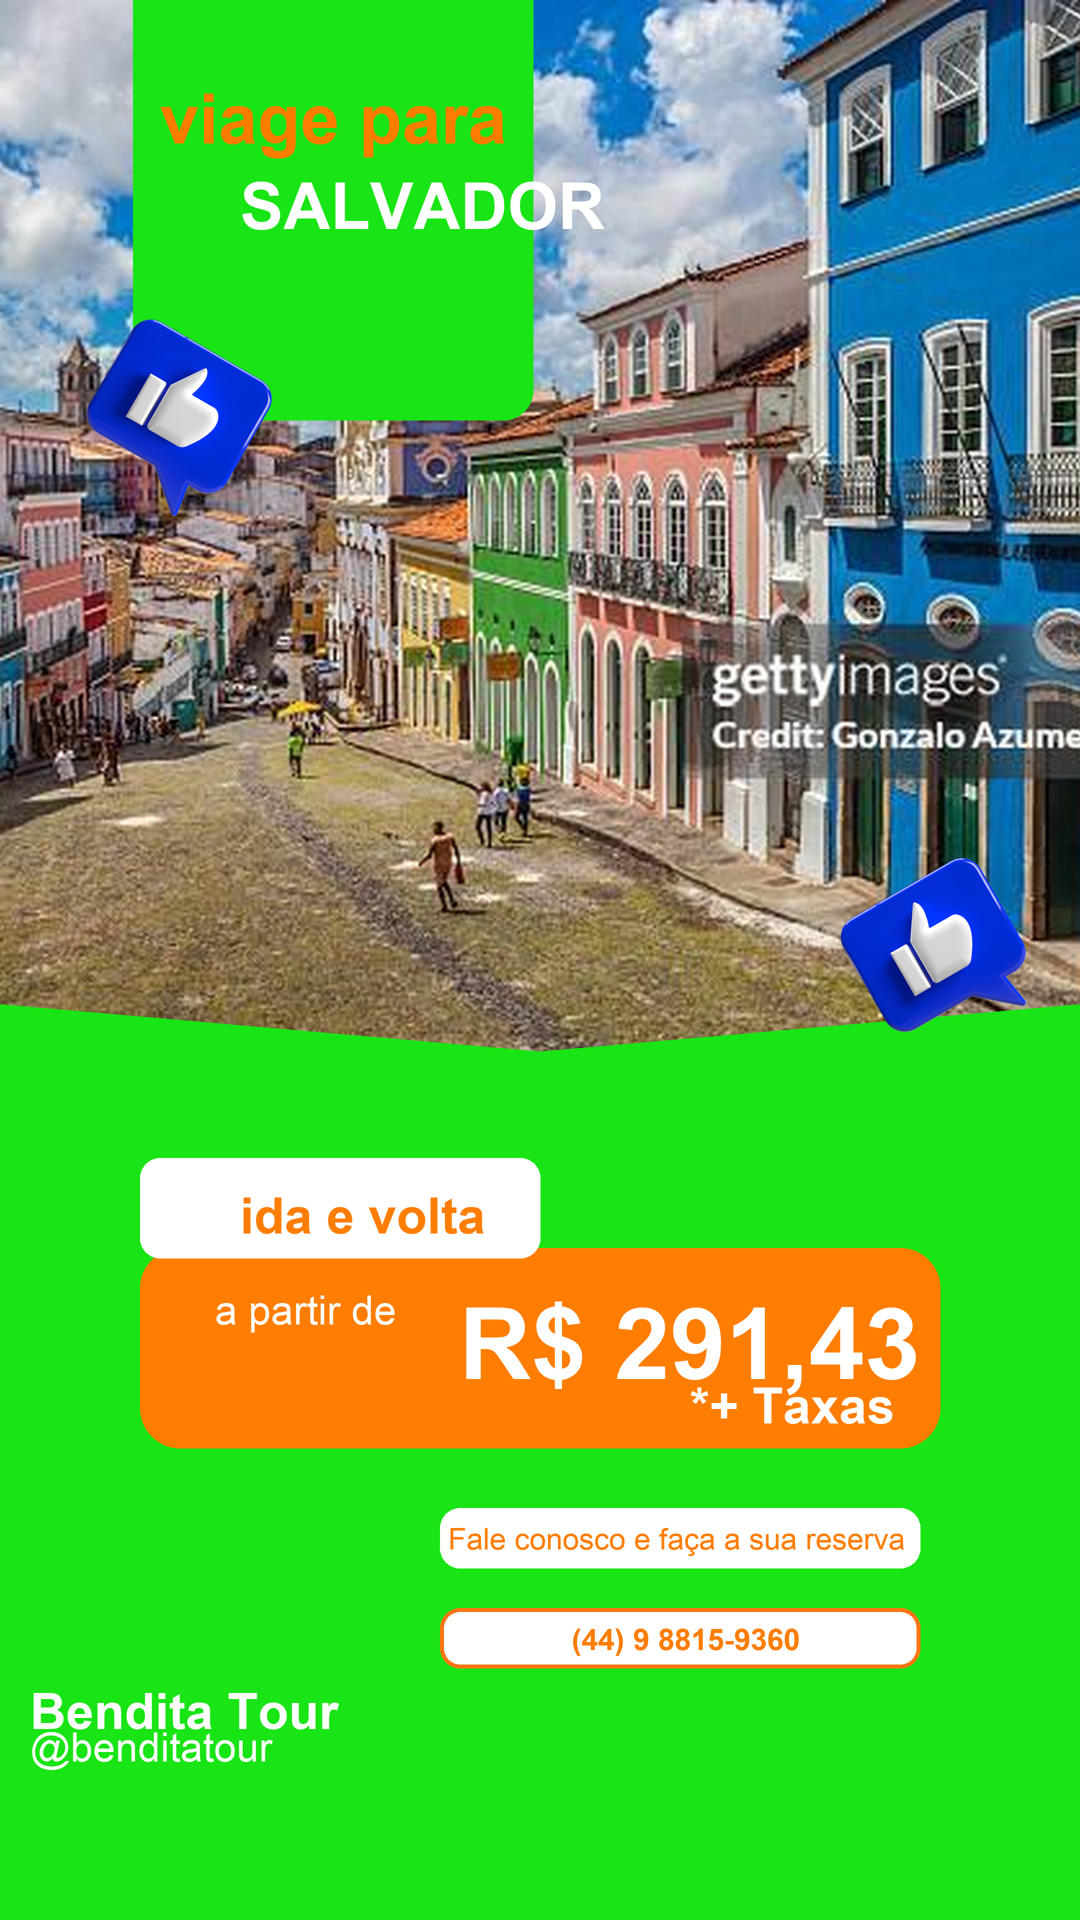 viage para
SALVADOR
gettyimages®
Credit: Gonzalo Azume
ida e volta
a partir de
R$ 291,43
*+ Taxas
Fale conosco e faça a sua reserva
(44) 9 8815-9360
Bendita Tour
@benditatour